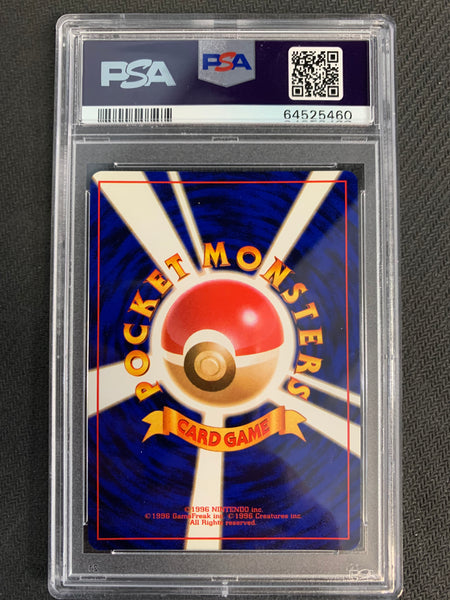 PSA
PSA
64525460
POCKET MONSTERS
CARD GAME
©1996 NINTENDO inc.
©1996 GameFreak inc. ©1996 Creatures inc.
All Rights reserved.
PSA